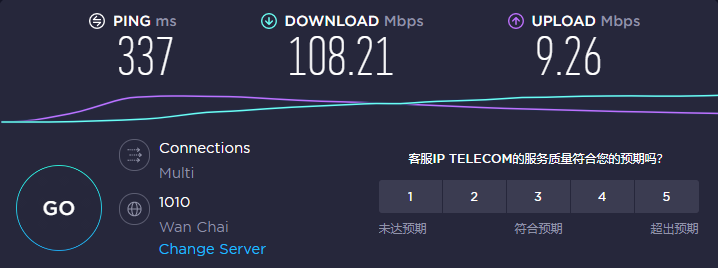 PING ms
DOWNLOAD Mbps
UPLOAD Mbps
337
108.21
9.26
GO
Connections
Multi
1010
Wan Chai
Change Server
客服IP TELECOM的服务质量符合您的预期吗?
1 2 3 4 5
未达预期 符合预期 超出预期